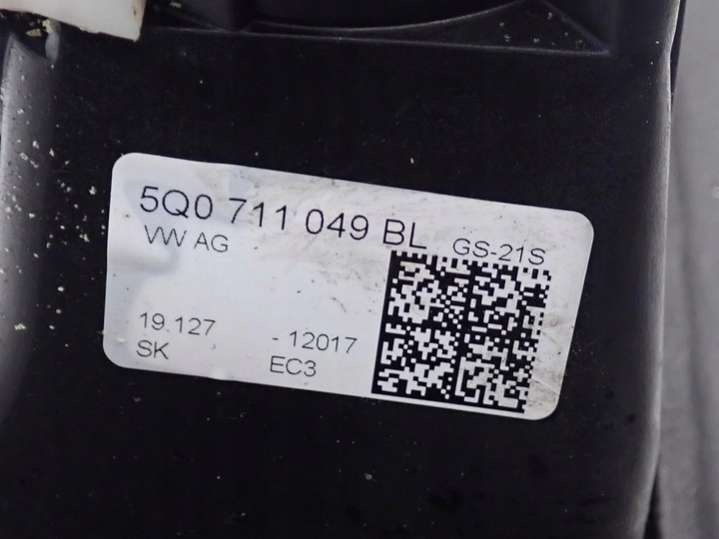 5Q0 711 049 BL GS-21S
VW AG
19.127 - 12017
SK EC3